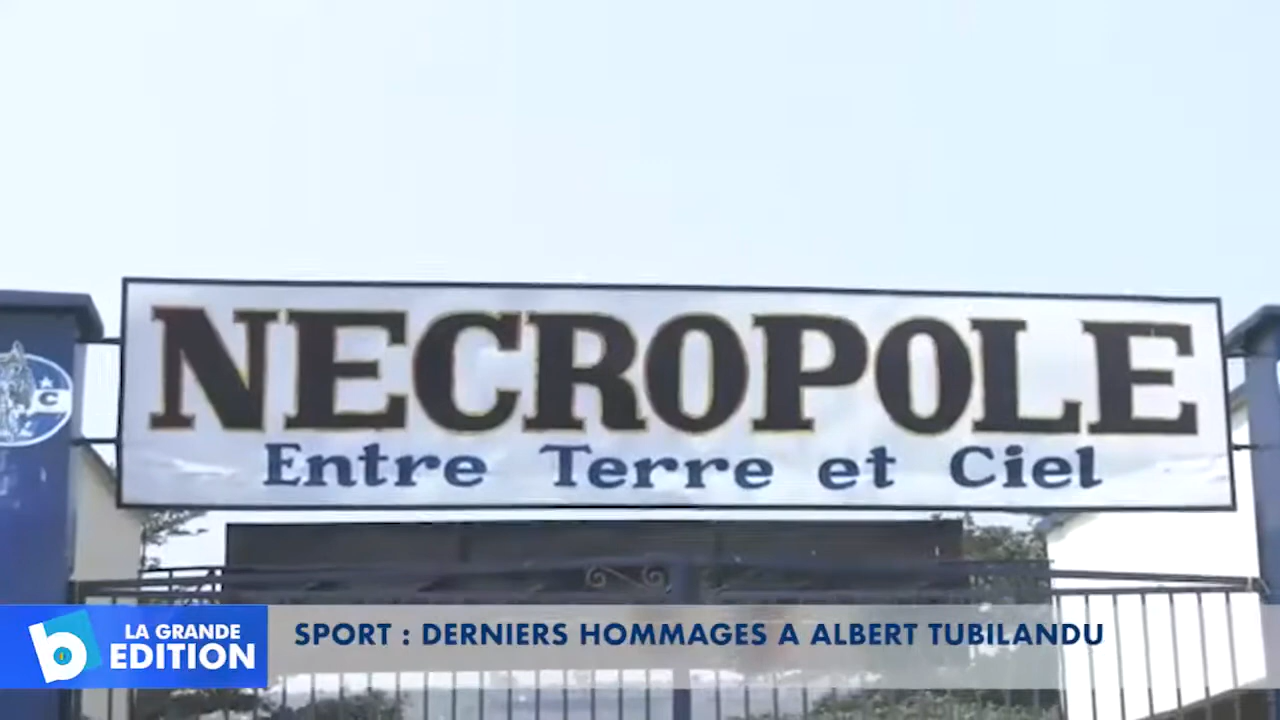 NECROPOLE
Entre Terre et Ciel
C
LA GRANDE
EDITION
b
SPORT : DERNIERS HOMMAGES A ALBERT TUBILANDU